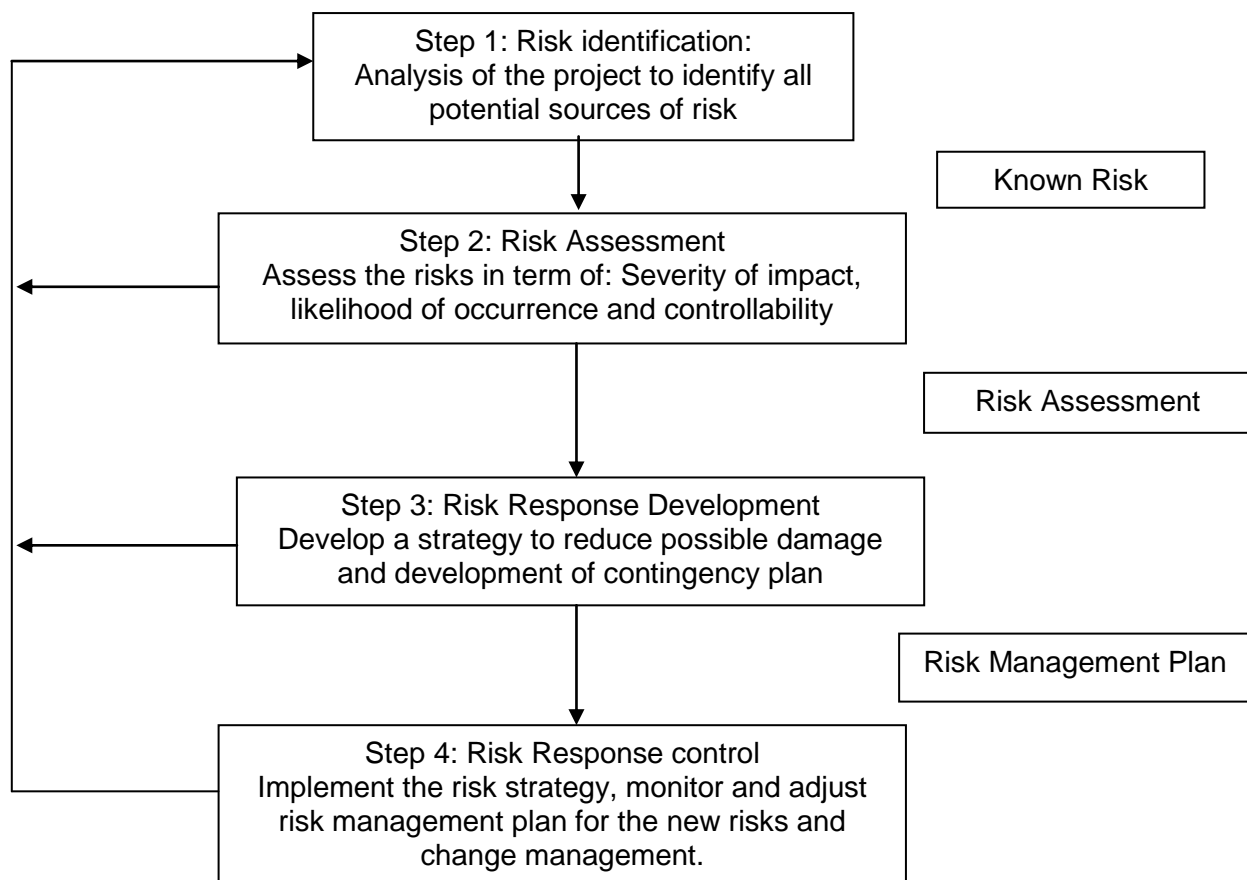 Step 1: Risk identification:
Analysis of the project to identify all
potential sources of risk
Known Risk
Step 2: Risk Assessment
Assess the risks in term of: Severity of impact,
likelihood of occurrence and controllability
Risk Assessment
Step 3: Risk Response Development
Develop a strategy to reduce possible damage
and development of contingency plan
Risk Management Plan
Step 4: Risk Response control
Implement the risk strategy, monitor and adjust
risk management plan for the new risks and
change management.